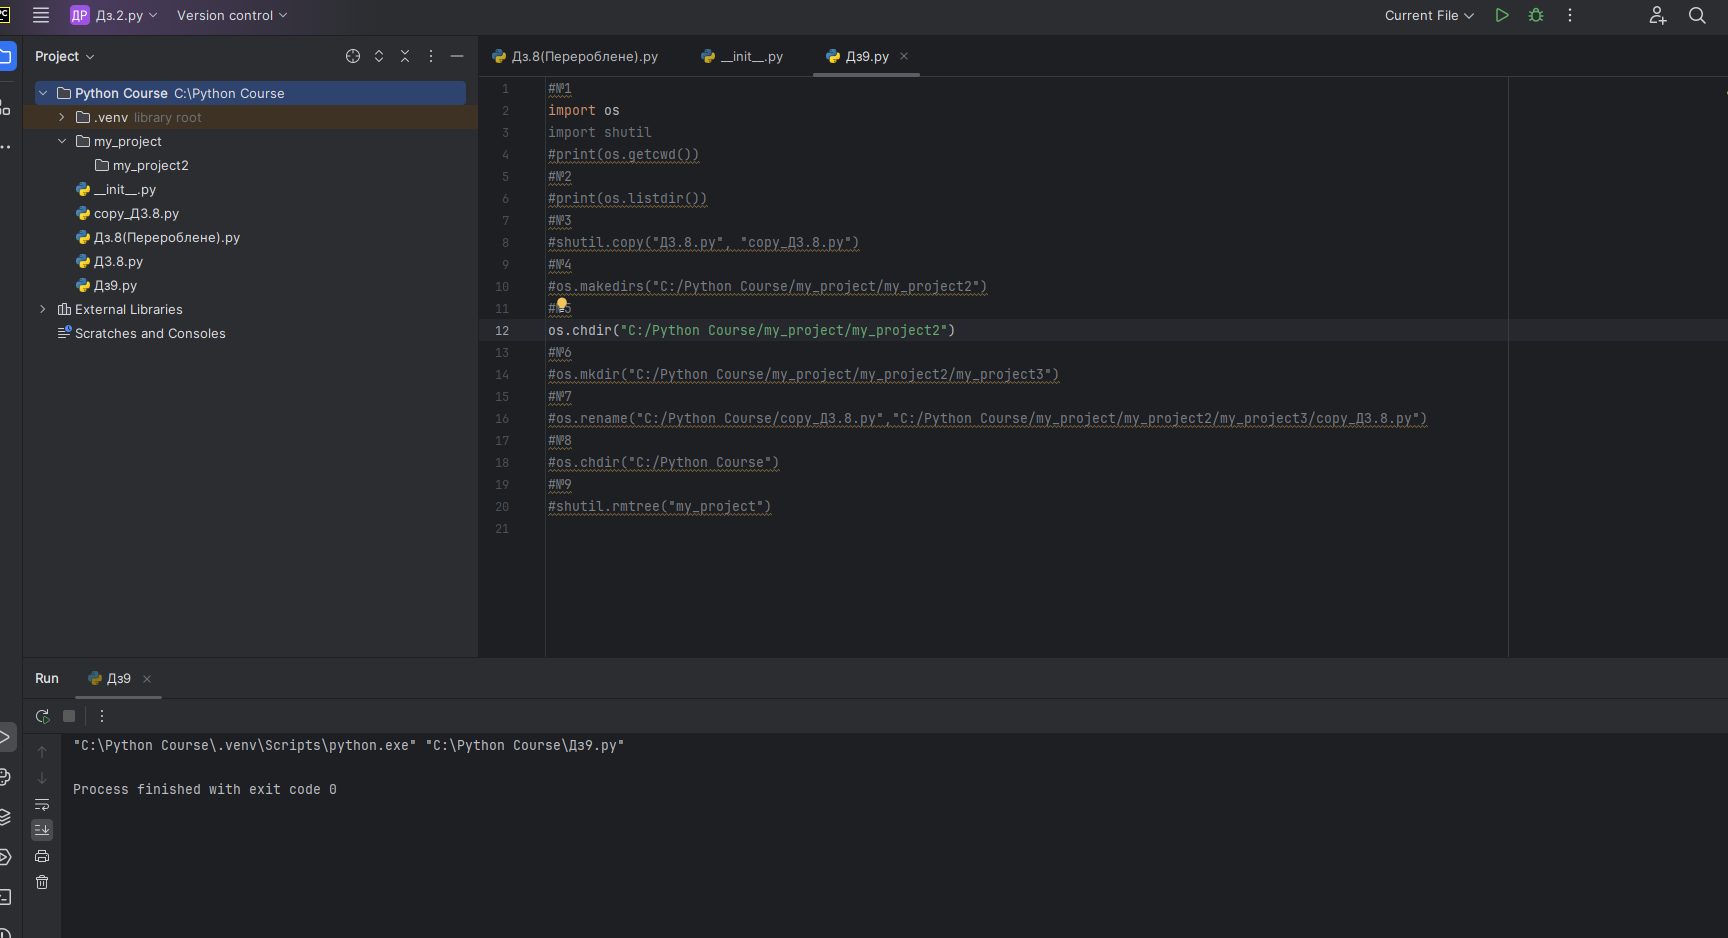 PC
ДР Дз.2.py Version control Current File
Project
Python Course C:\Python Course
.venv library root
my_project
my_project2
__init__.py
copy_ДЗ.8.py
Дз.8(Перероблене).py
ДЗ.8.py
Дз9.py
External Libraries
Scratches and Consoles
Дз.8(Перероблене).py __init__.py Дз9.py
1 #№1
2 import os
3 import shutil
4 #print(os.getcwd())
5 #№2
6 #print(os.listdir())
7 #№3
8 #shutil.copy("ДЗ.8.py", "copy_ДЗ.8.py")
9 #№4
10 #os.makedirs("C:/Python Course/my_project/my_project2")
11 #№5
12 os.chdir("C:/Python Course/my_project/my_project2")
13 #№6
14 #os.mkdir("C:/Python Course/my_project/my_project2/my_project3")
15 #№7
16 #os.rename("C:/Python Course/copy_ДЗ.8.py","C:/Python Course/my_project/my_project2/my_project3/copy_ДЗ.8.py")
17 #№8
18 #os.chdir("C:/Python Course")
19 #№9
20 #shutil.rmtree("my_project")
21
Run Дз9
"C:\Python Course\.venv\Scripts\python.exe" "C:\Python Course\Дз9.py"
Process finished with exit code 0